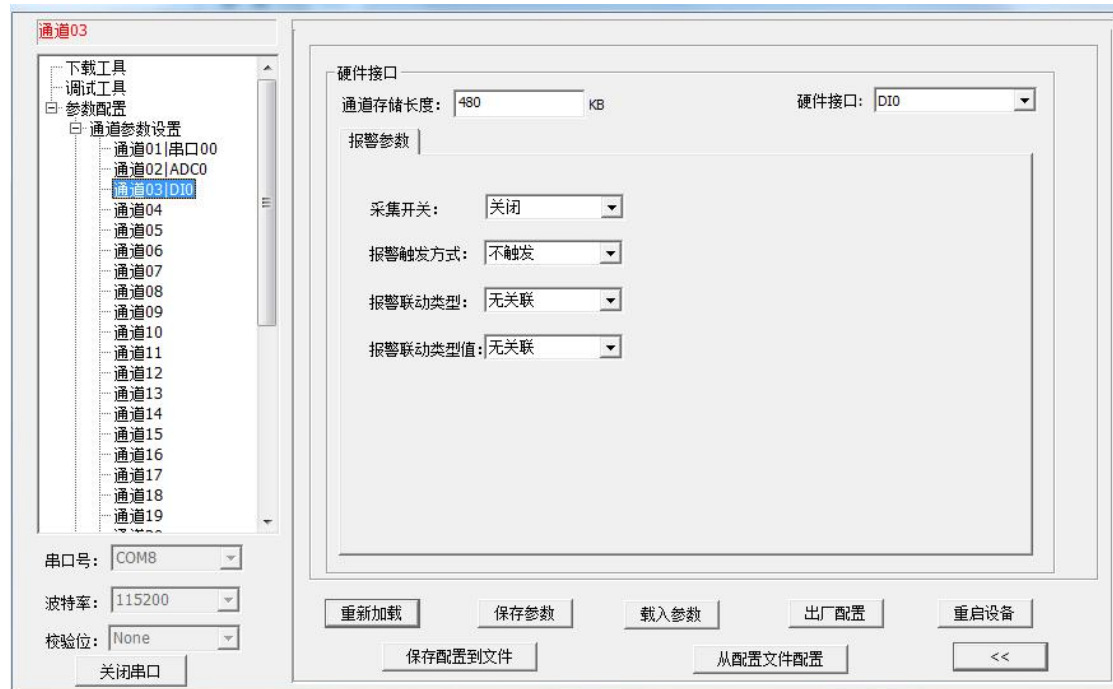 通道03
下载工具
调试工具
参数配置
通道参数设置
通道01|串口00
通道02|ADC0
通道03|DI0
通道04
通道05
通道06
通道07
通道08
通道09
通道10
通道11
通道12
通道13
通道14
通道15
通道16
通道17
通道18
通道19
串口号: COM8
波特率: 115200
校验位: None
关闭串口
硬件接口
通道存储长度: 480 KB 硬件接口: DI0
报警参数
采集开关: 关闭
报警触发方式: 不触发
报警联动类型: 无关联
报警联动类型值: 无关联
重新加载 保存参数 载入参数 出厂配置 重启设备
保存配置到文件 从配置文件配置 <<